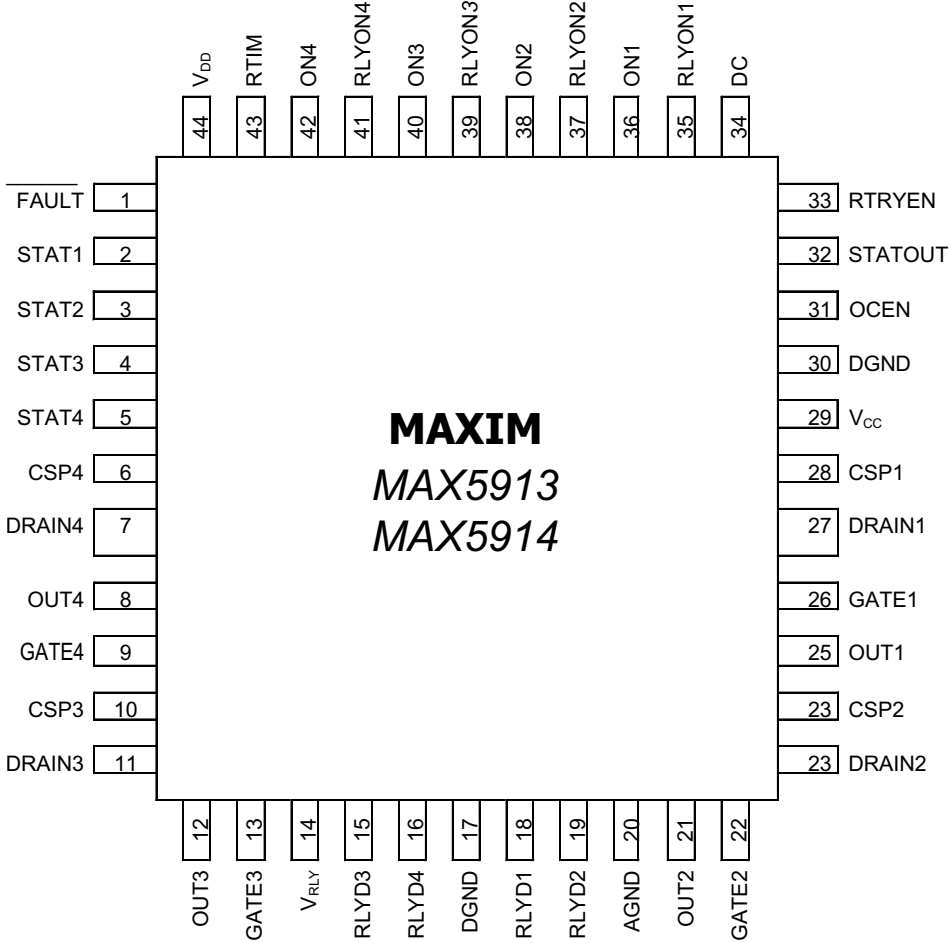 V_DD
RTIM
ON4
RLYON4
ON3
RLYON3
ON2
RLYON2
ON1
RLYON1
DC
44
43
42
41
40
39
38
37
36
35
34
FAULT 1
STAT1 2
STAT2 3
STAT3 4
STAT4 5
CSP4 6
DRAIN4 7
OUT4 8
GATE4 9
CSP3 10
DRAIN3 11
MAXIM
MAX5913
MAX5914
33 RTRYEN
32 STATOUT
31 OCEN
30 DGND
29 V_CC
28 CSP1
27 DRAIN1
26 GATE1
25 OUT1
23 CSP2
23 DRAIN2
12
13
14
15
16
17
18
19
20
21
22
OUT3
GATE3
V_RLY
RLYD3
RLYD4
DGND
RLYD1
RLYD2
AGND
OUT2
GATE2